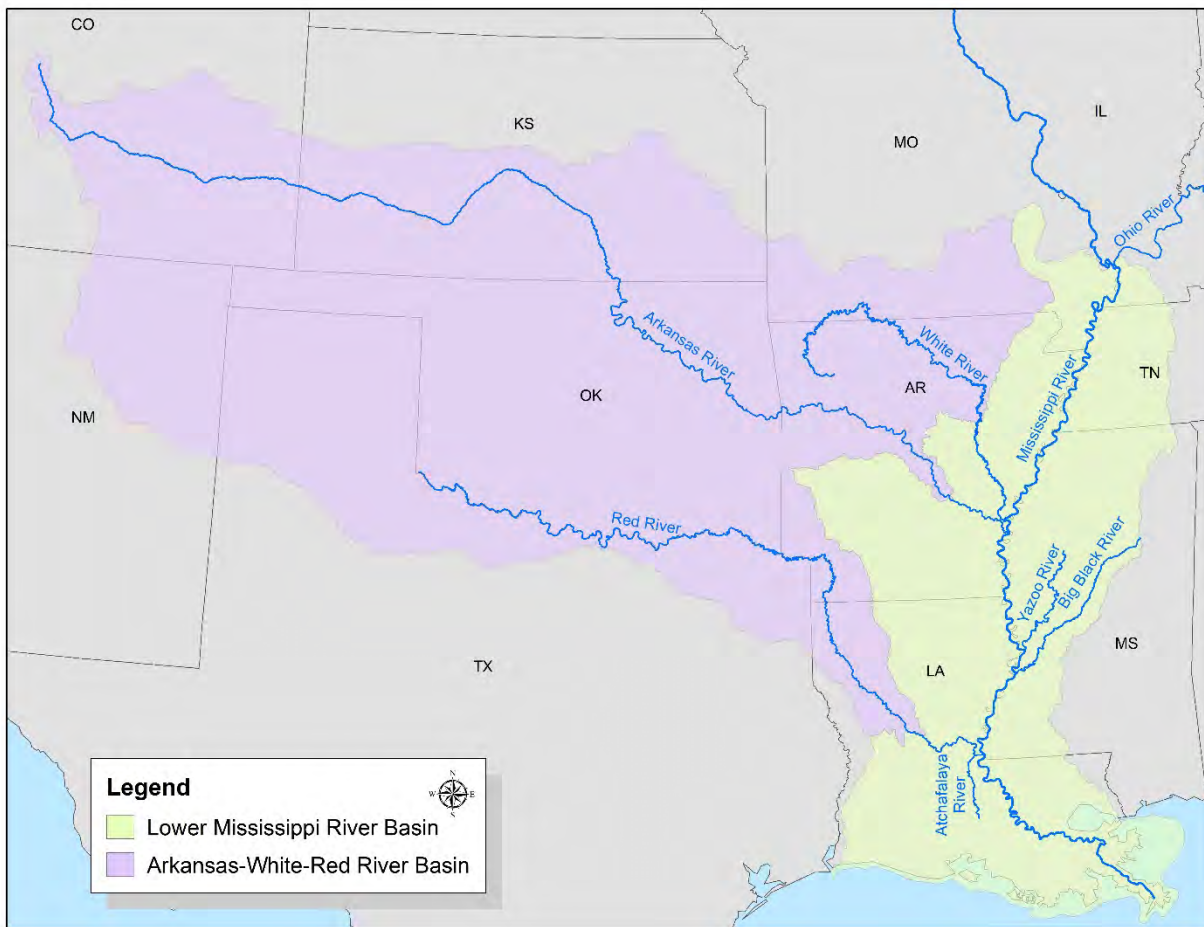 CO
KS
MO
IL
Ohio River
Arkansas River
White River
Mississippi River
TN
NM
OK
AR
Red River
Yazoo River
Big Black River
MS
TX
LA
Atchafalaya
River
Legend
N
W E
S
Lower Mississippi River Basin
Arkansas-White-Red River Basin